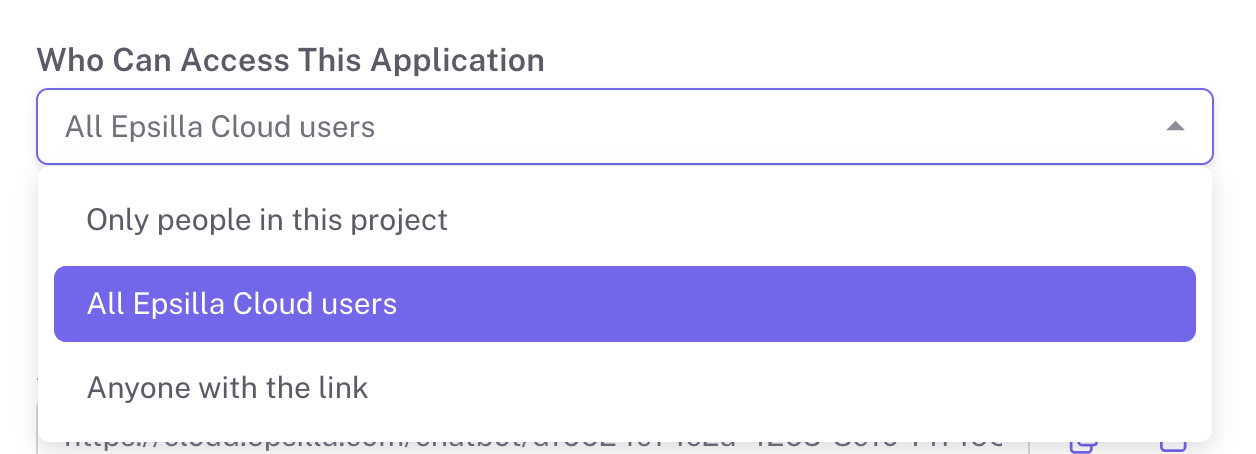 Who Can Access This Application
All Epsilla Cloud users
Only people in this project
All Epsilla Cloud users
Anyone with the link